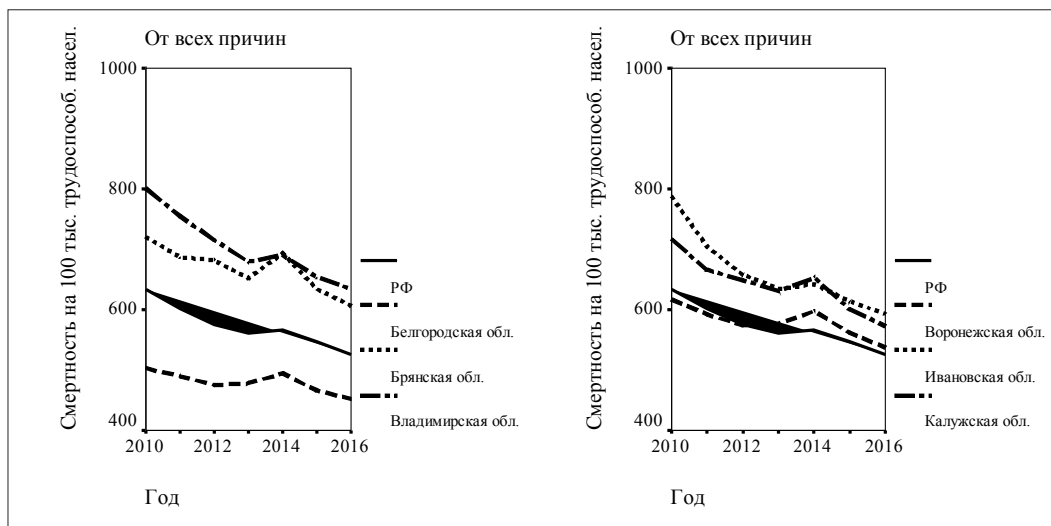 От всех причин
Смертность на 100 тыс. трудоспособ. насел.
1000
800
600
400
2010
2012
2014
2016
Год
РФ
Белгородская обл.
Брянская обл.
Владимирская обл.
От всех причин
Смертность на 100 тыс. трудоспособ. насел.
1000
800
600
400
2010
2012
2014
2016
Год
РФ
Воронежская обл.
Ивановская обл.
Калужская обл.